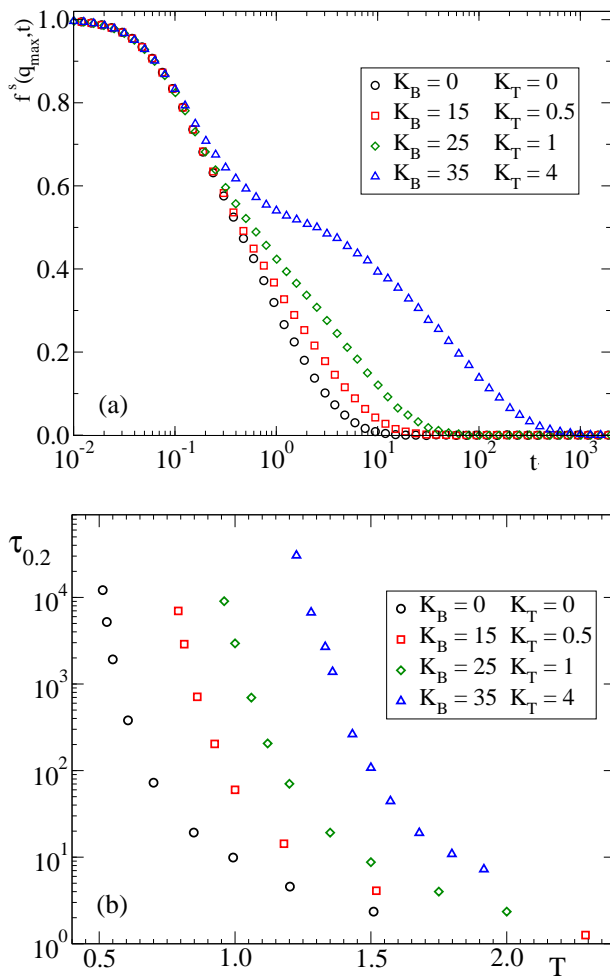 1.0
0.8
0.6
0.4
0.2
0.0
f^s(q_max,t)
(a)
K_B = 0 K_T = 0
K_B = 15 K_T = 0.5
K_B = 25 K_T = 1
K_B = 35 K_T = 4
10^-2 10^-1 10^0 10^1 10^2 t 10^3
τ_0.2
10^4
10^3
10^2
10^1
10^0
K_B = 0 K_T = 0
K_B = 15 K_T = 0.5
K_B = 25 K_T = 1
K_B = 35 K_T = 4
(b)
0.5 1.0 1.5 2.0 T